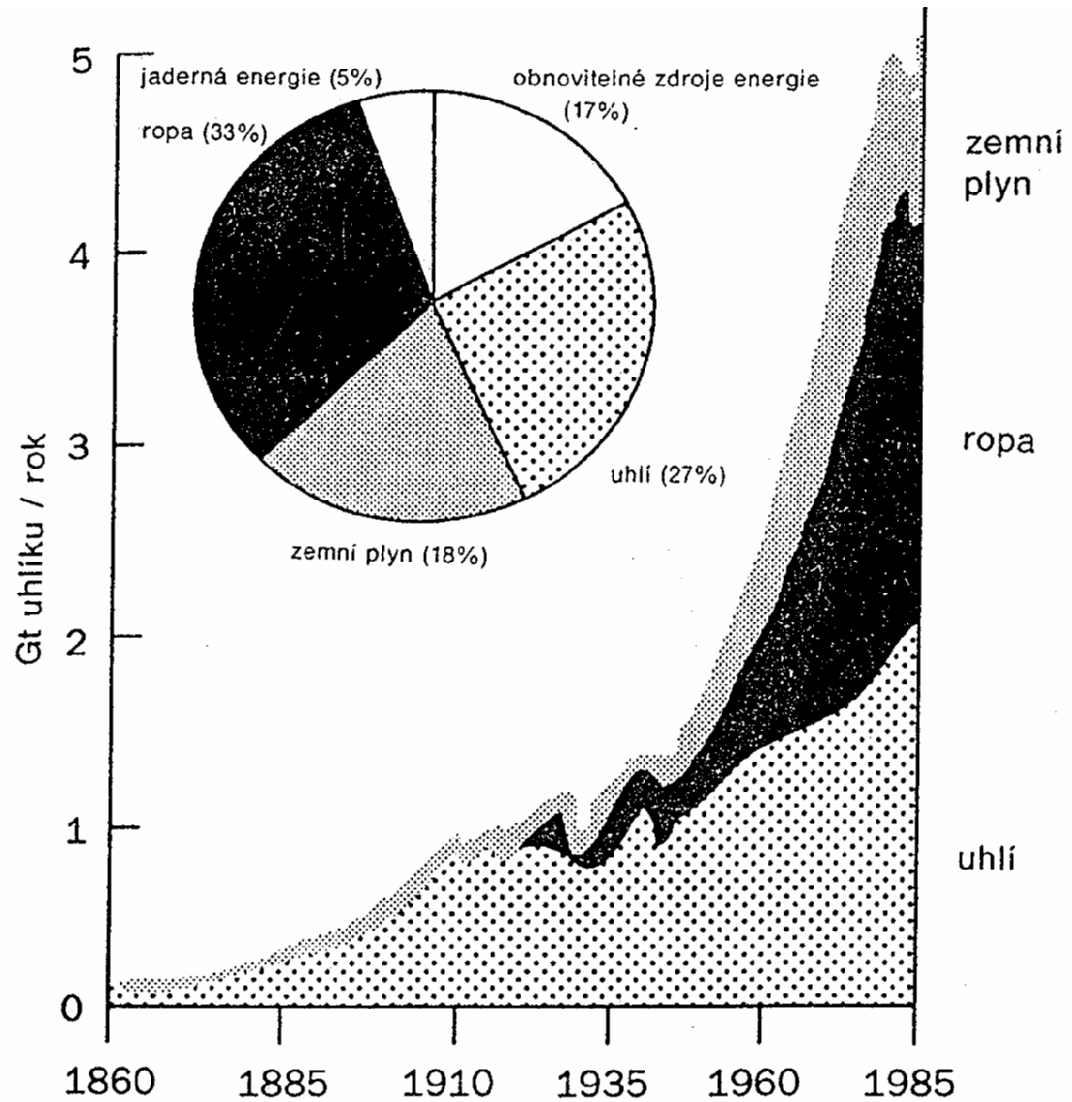 5
jaderná energie (5%)
obnovitelné zdroje energie
(17%)
ropa (33%)
zemní
plyn
4
3
ropa
uhlí (27%)
zemní plyn (18%)
Gt uhlíku / rok
2
1
uhlí
0
1860 1885 1910 1935 1960 1985